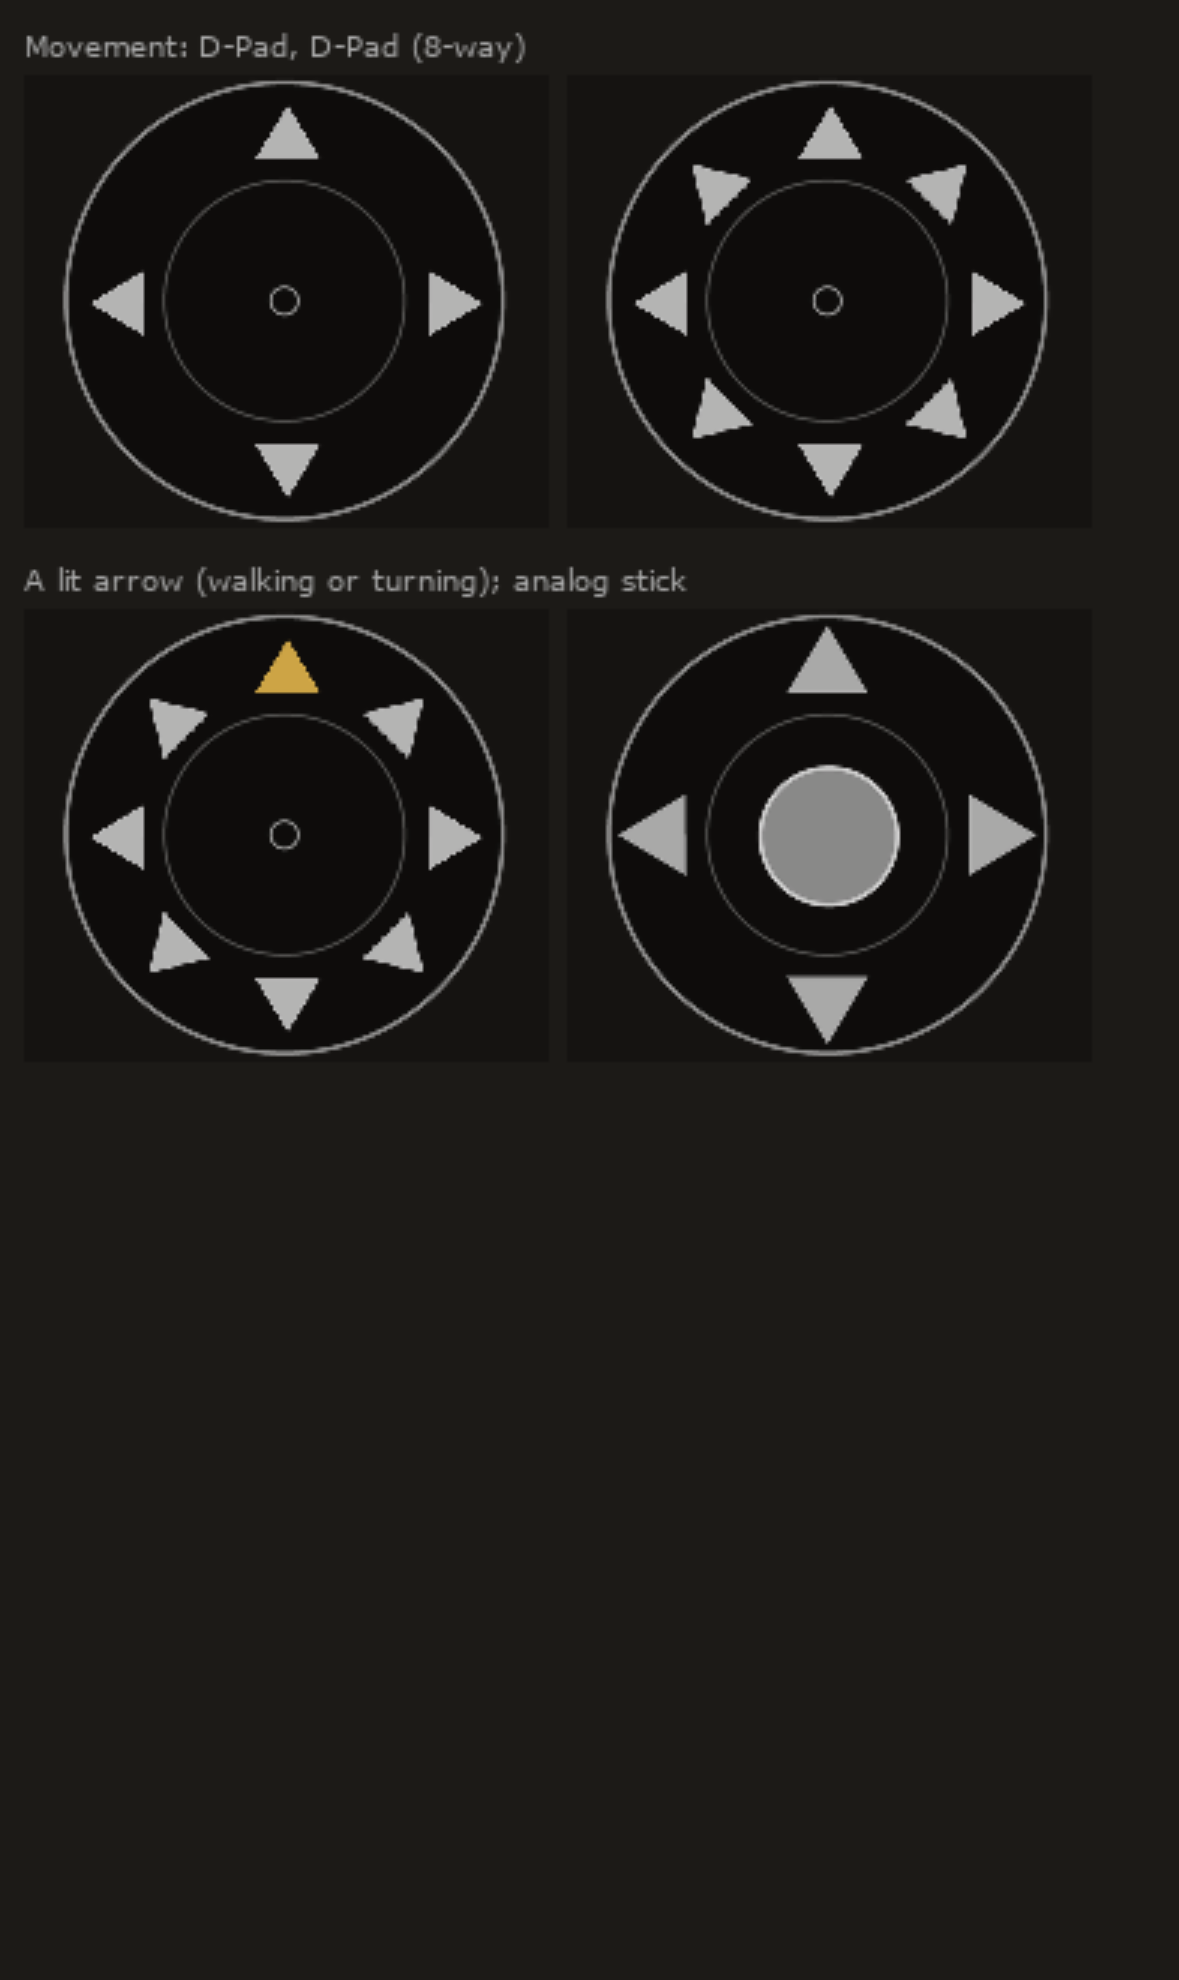 Movement: D-Pad, D-Pad (8-way)
A lit arrow (walking or turning); analog stick